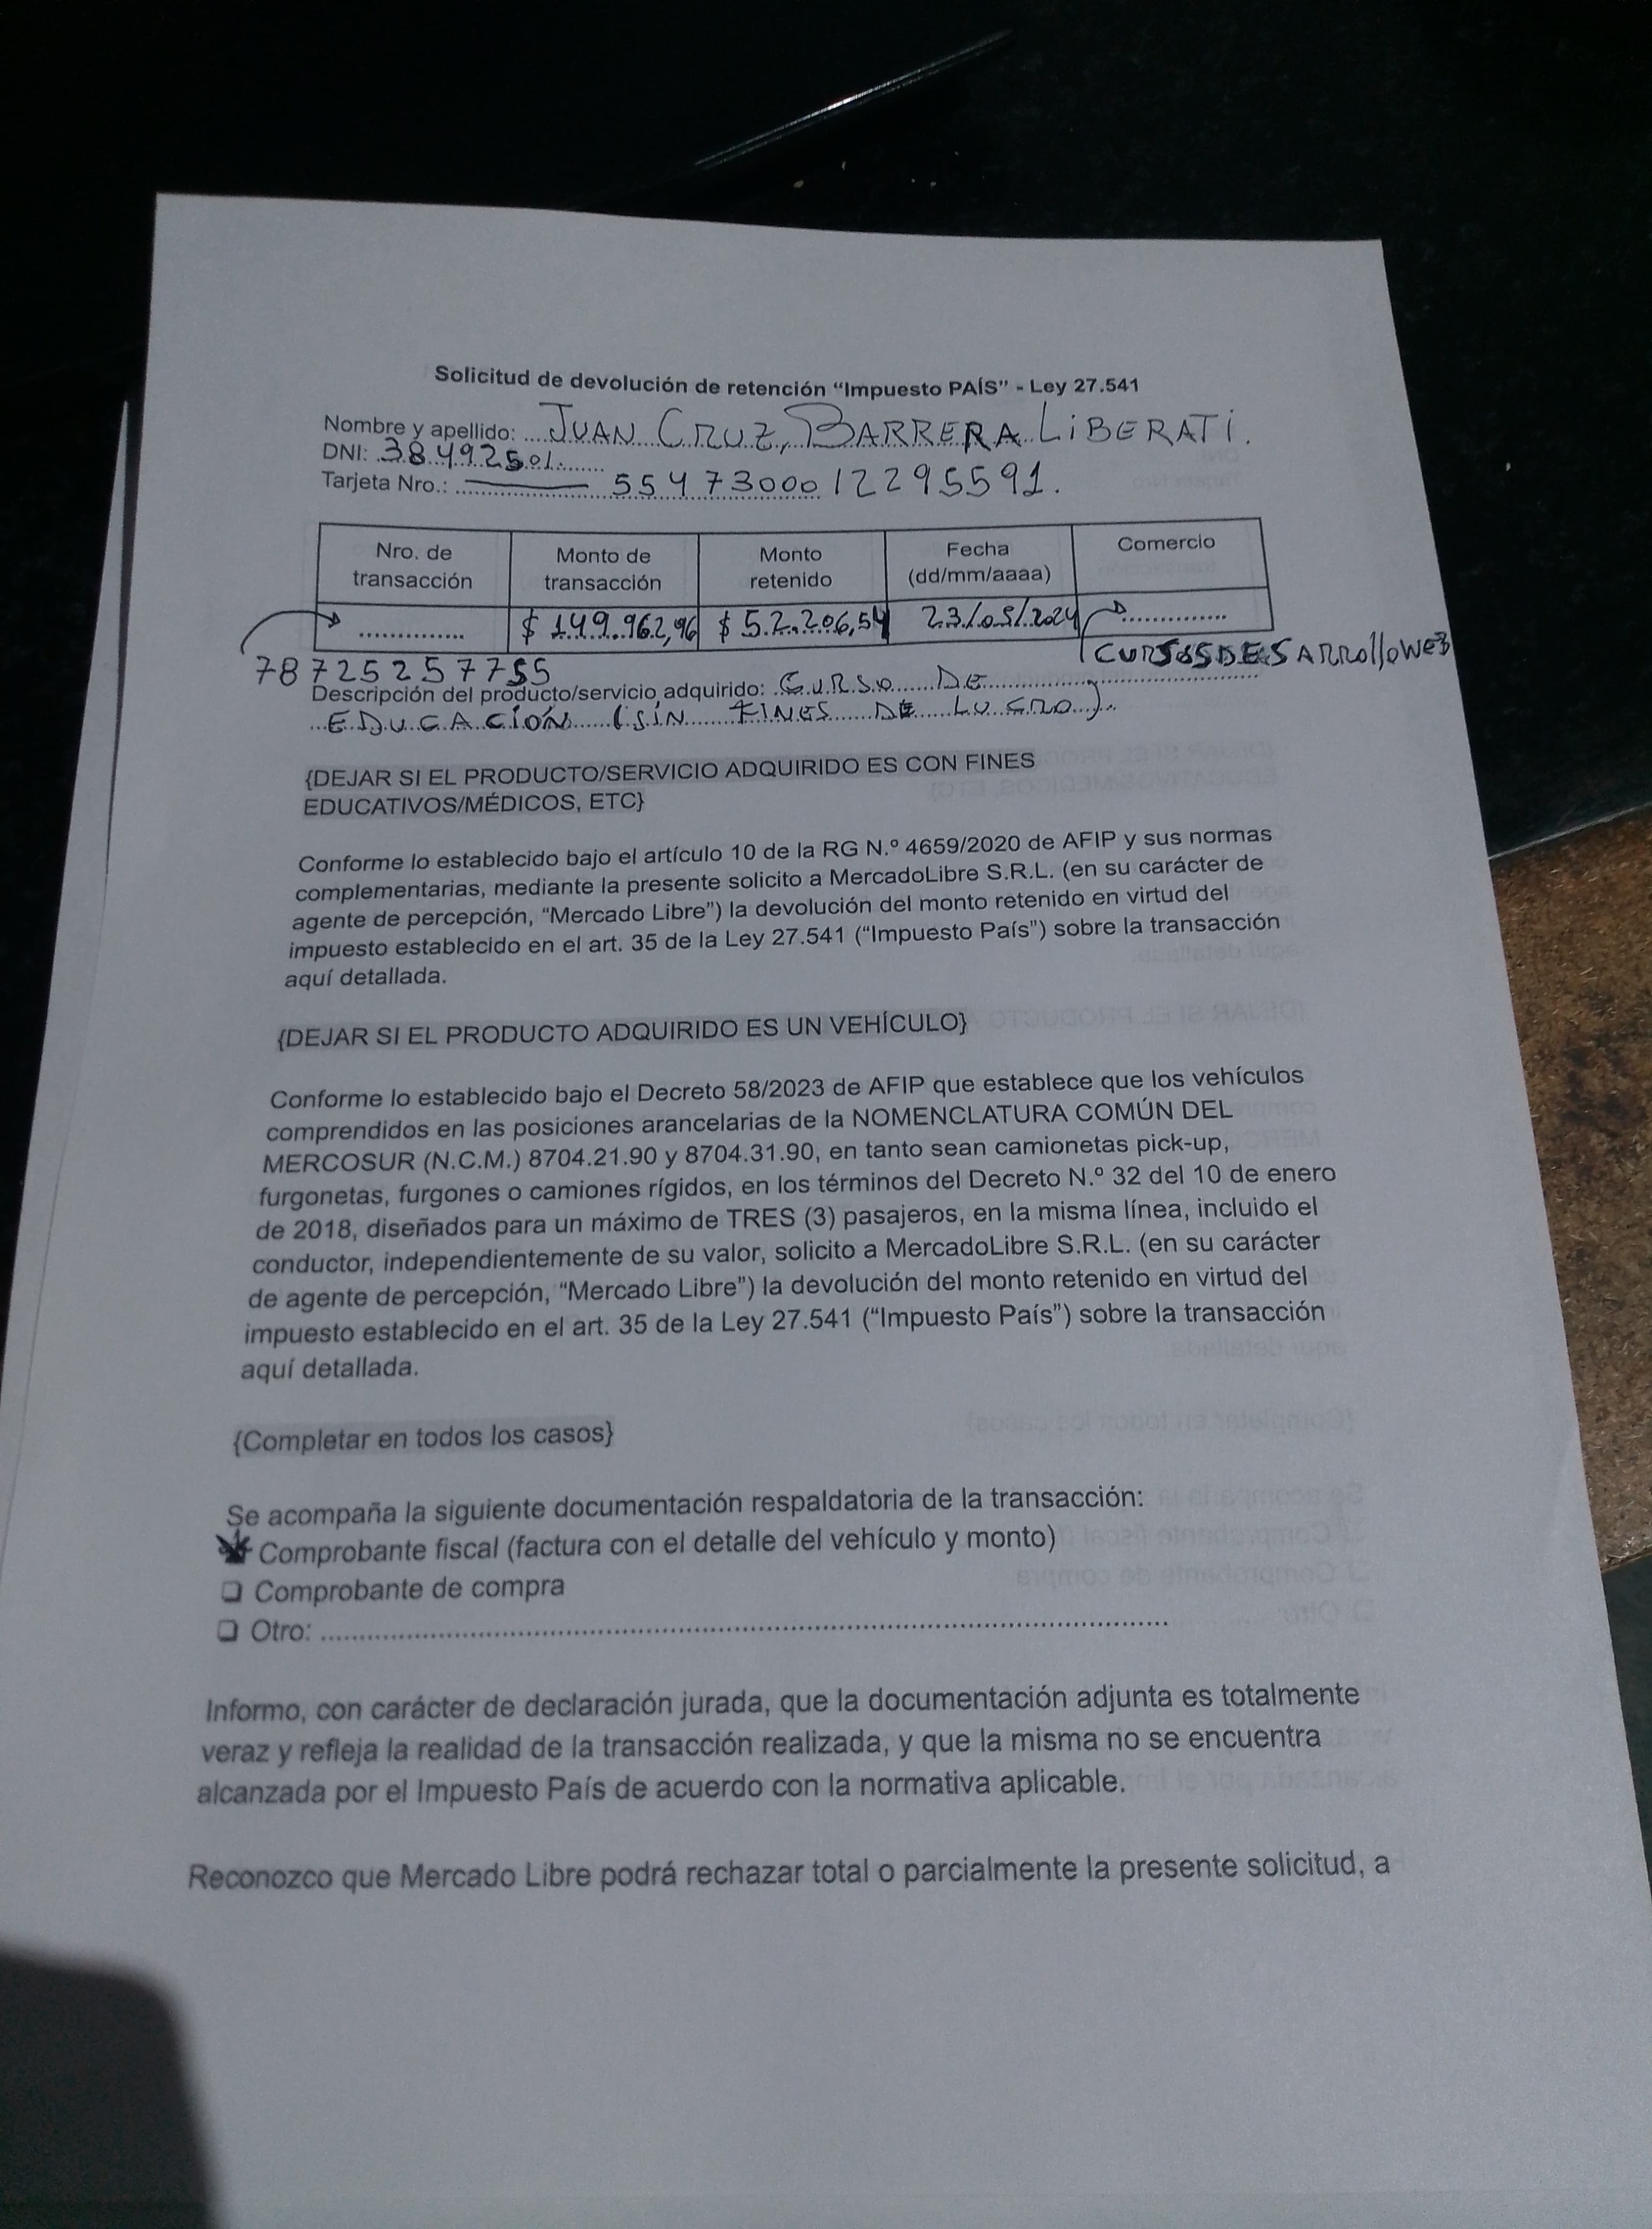 Solicitud de devolución de retención “Impuesto PAÍS” - Ley 27.541
Nombre y apellido: JUAN CRUZ, BARRERA LIBERATI.
DNI: 38492501
Tarjeta Nro.: 5547300012295591.
Nro. de transacción
Monto de transacción
Monto retenido
Fecha (dd/mm/aaaa)
Comercio
$ 149.962,96 $ 52.206,54 23/05/2024
CURSOSDESARROlloWEB
78725257755
Descripción del producto/servicio adquirido: CURSO DE
EDUCACIÓN (SIN FINES DE LUCRO)
{DEJAR SI EL PRODUCTO/SERVICIO ADQUIRIDO ES CON FINES
EDUCATIVOS/MÉDICOS, ETC}
Conforme lo establecido bajo el artículo 10 de la RG N.º 4659/2020 de AFIP y sus normas
complementarias, mediante la presente solicito a MercadoLibre S.R.L. (en su carácter de
agente de percepción, “Mercado Libre”) la devolución del monto retenido en virtud del
impuesto establecido en el art. 35 de la Ley 27.541 (“Impuesto País”) sobre la transacción
aquí detallada.
{DEJAR SI EL PRODUCTO ADQUIRIDO ES UN VEHÍCULO}
Conforme lo establecido bajo el Decreto 58/2023 de AFIP que establece que los vehículos
comprendidos en las posiciones arancelarias de la NOMENCLATURA COMÚN DEL
MERCOSUR (N.C.M.) 8704.21.90 y 8704.31.90, en tanto sean camionetas pick-up,
furgonetas, furgones o camiones rígidos, en los términos del Decreto N.º 32 del 10 de enero
de 2018, diseñados para un máximo de TRES (3) pasajeros, en la misma línea, incluido el
conductor, independientemente de su valor, solicito a MercadoLibre S.R.L. (en su carácter
de agente de percepción, “Mercado Libre”) la devolución del monto retenido en virtud del
impuesto establecido en el art. 35 de la Ley 27.541 (“Impuesto País”) sobre la transacción
aquí detallada.
{Completar en todos los casos}
Se acompaña la siguiente documentación respaldatoria de la transacción:
Comprobante fiscal (factura con el detalle del vehículo y monto)
❑ Comprobante de compra
❑ Otro:
Informo, con carácter de declaración jurada, que la documentación adjunta es totalmente
veraz y refleja la realidad de la transacción realizada, y que la misma no se encuentra
alcanzada por el Impuesto País de acuerdo con la normativa aplicable.
Reconozco que Mercado Libre podrá rechazar total o parcialmente la presente solicitud, a